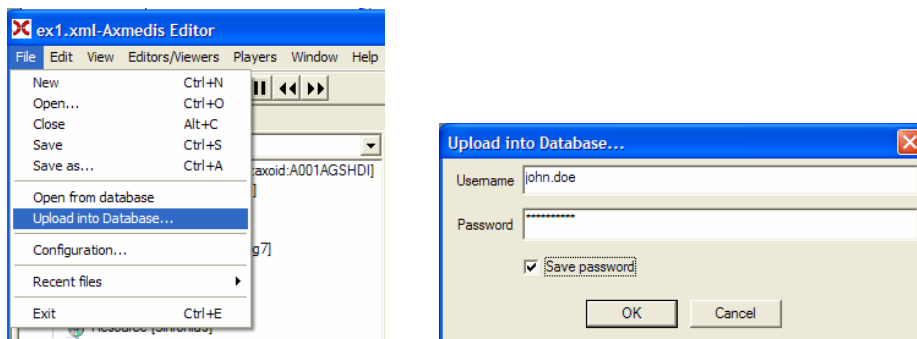 ex1.xml-Axmedis Editor
File Edit View Editors/Viewers Players Window Help
New Ctrl+N
Open... Ctrl+O
Close Alt+C
Save Ctrl+S
Save as... Ctrl+A
:axoid:A001AGSHDI]
Open from database
Upload into Database...
Configuration...
g7]
Recent files
Exit Ctrl+E
Upload into Database...
Username john.doe
Password **********
Save password
OK Cancel